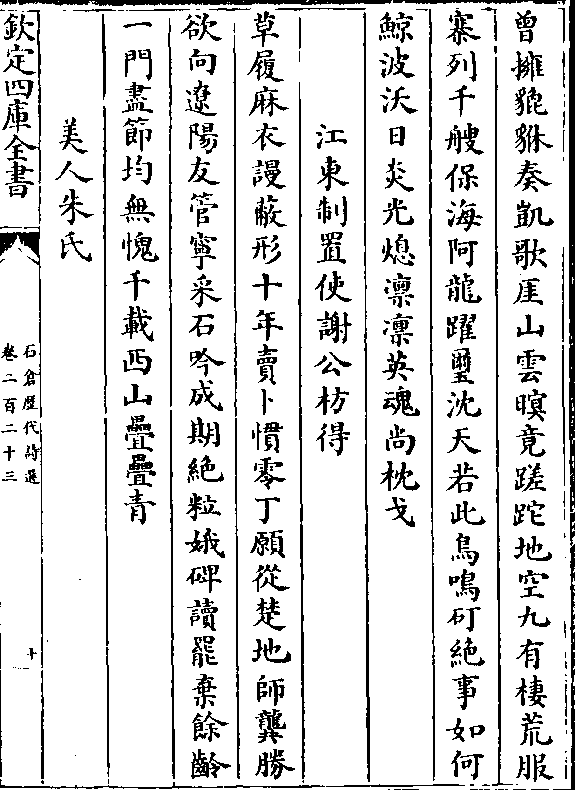 曾擁貔貅奏凱歌厓山雲暝竟蹉跎地空九有棲荒服
寨列千艘保海阿龍躍璽沈天若此鳥鳴矴絶事如何
鯨波沃日炎光熄凛凛英魂尚枕戈
江東制置使謝公枋得
草履麻衣謾蔽形十年賣卜慣零丁願從楚地師龔勝
欲向遼陽友管寧采石吟成期絶粒娥碑讀罷棄餘齡
一門盡節均無愧千載西山疊疊青
美人朱氏
欽定四庫全書
石倉歴代詩選
卷二百二十三
十